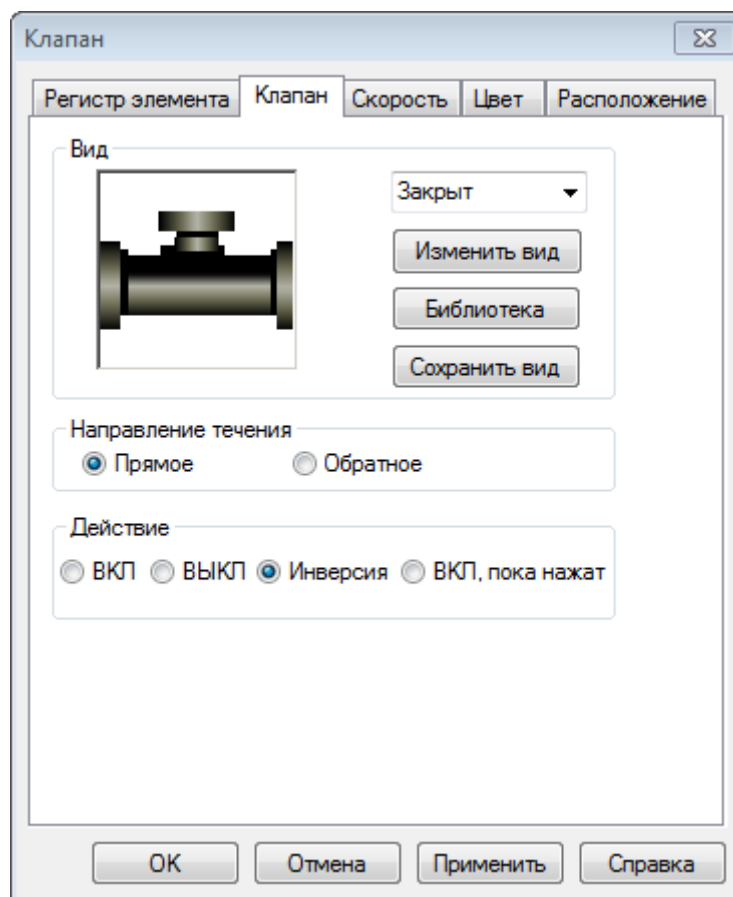 Клапан
Регистр элемента Клапан Скорость Цвет Расположение
Вид
Закрыт
Изменить вид
Библиотека
Сохранить вид
Направление течения
Прямое Обратное
Действие
ВКЛ ВЫКЛ Инверсия ВКЛ, пока нажат
OK Отмена Применить Справка